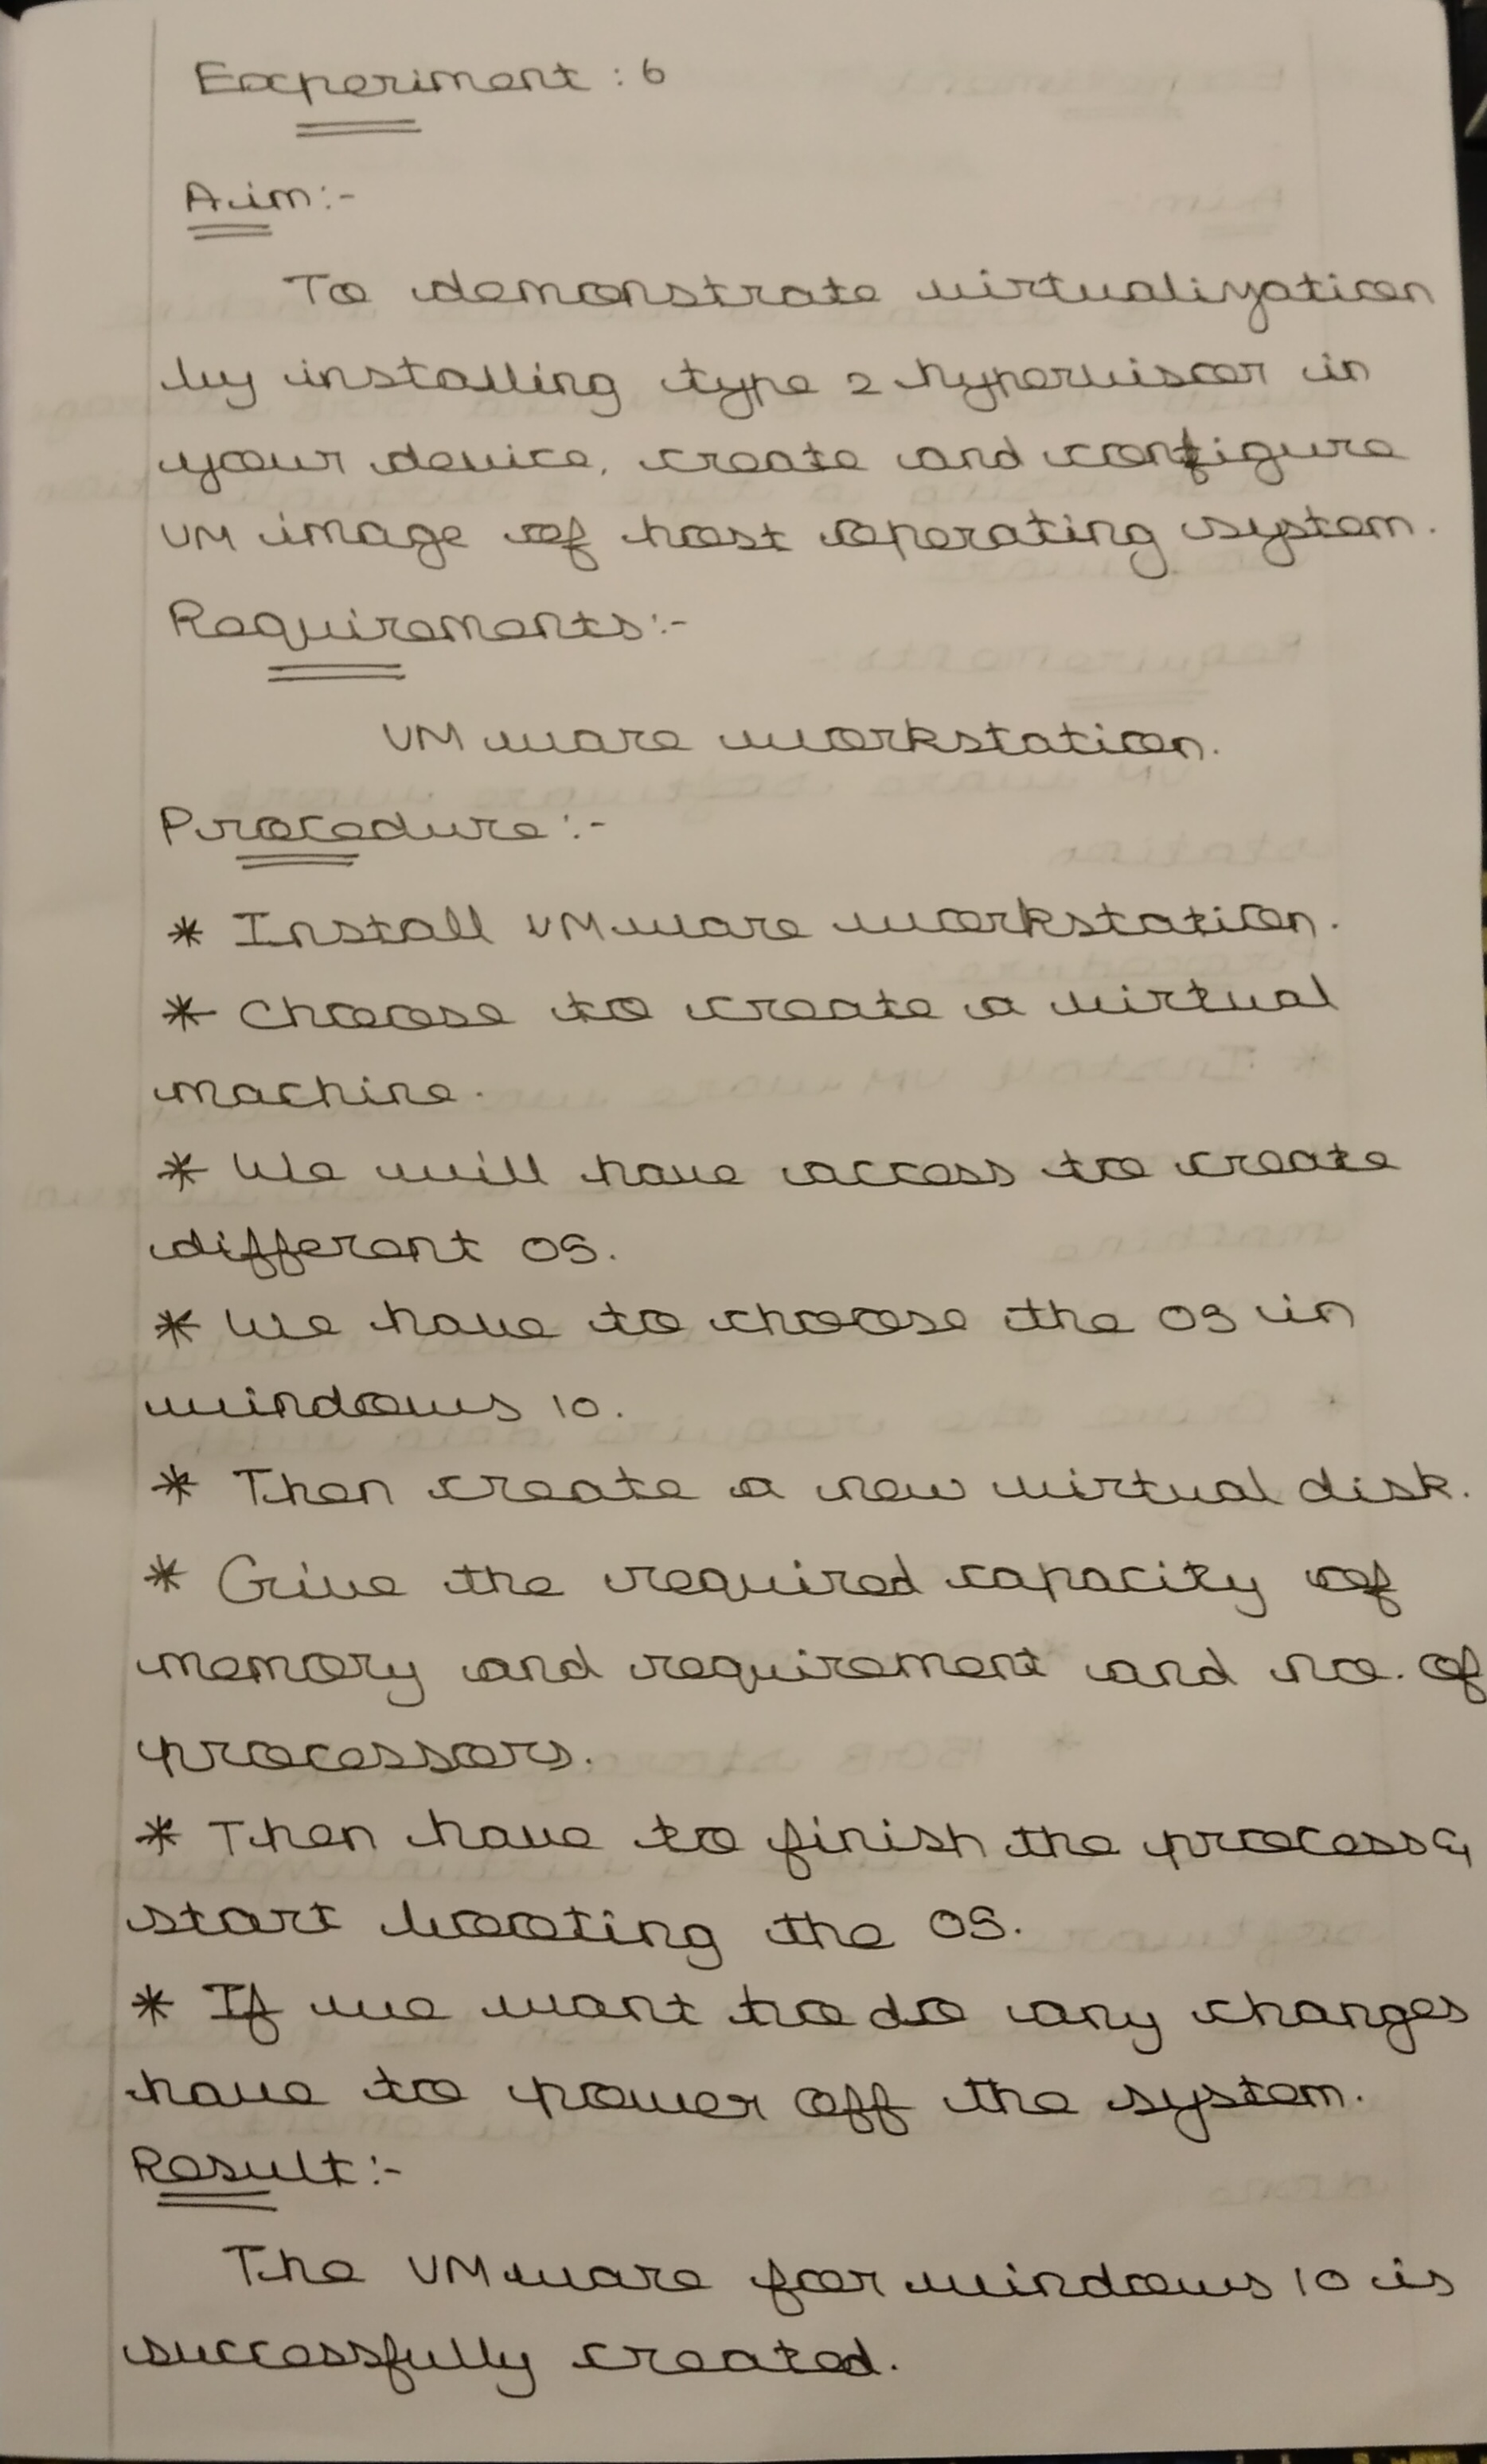 Experiment : 6
Aim:-
To demonstrate virtualization
by installing type 2 hypervisor in
your device, create and configure
VM image of host operating system.
Requirements:-
VM ware workstation.
Procedure:-
* Install VM ware workstation.
* Choose to create a virtual
machine.
* We will have access to create
different OS.
* We have to choose the OS in
windows 10.
* Then create a new virtual disk.
* Give the required capacity of
memory and requirement and no. of
processors.
* Then have to finish the process &
start booting the OS.
* If we want to do any changes
have to power off the system.
Result:-
The VM ware for windows 10 is
successfully created.